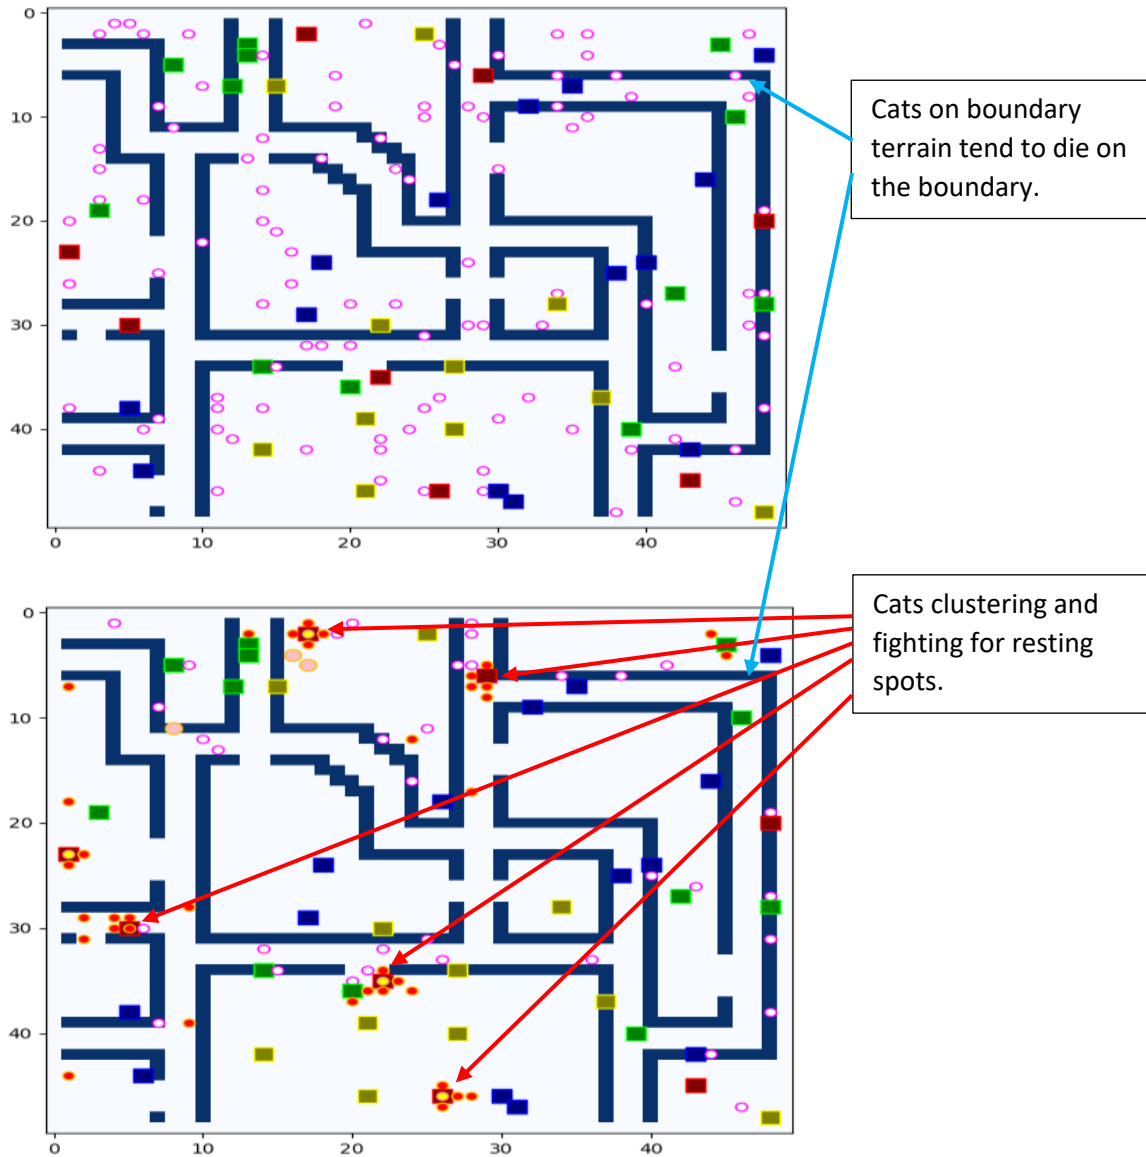 0
10
20
30
40
0 10 20 30 40
Cats on boundary
terrain tend to die on
the boundary.
0
10
20
30
40
0 10 20 30 40
Cats clustering and
fighting for resting
spots.